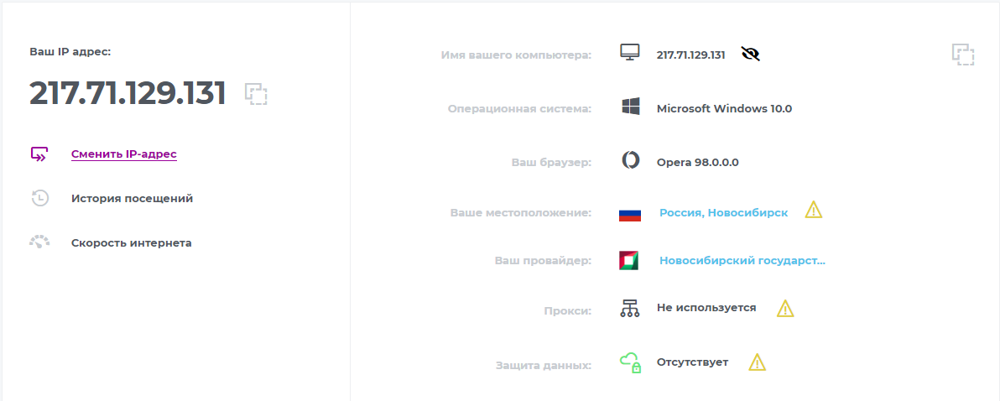 Ваш IP адрес:
217.71.129.131
Сменить IP-адрес
История посещений
Скорость интернета
Имя вашего компьютера: 217.71.129.131
Операционная система: Microsoft Windows 10.0
Ваш браузер: Opera 98.0.0.0
Ваше местоположение: Россия, Новосибирск
Ваш провайдер: Новосибирский государст...
Прокси: Не используется
Защита данных: Отсутствует